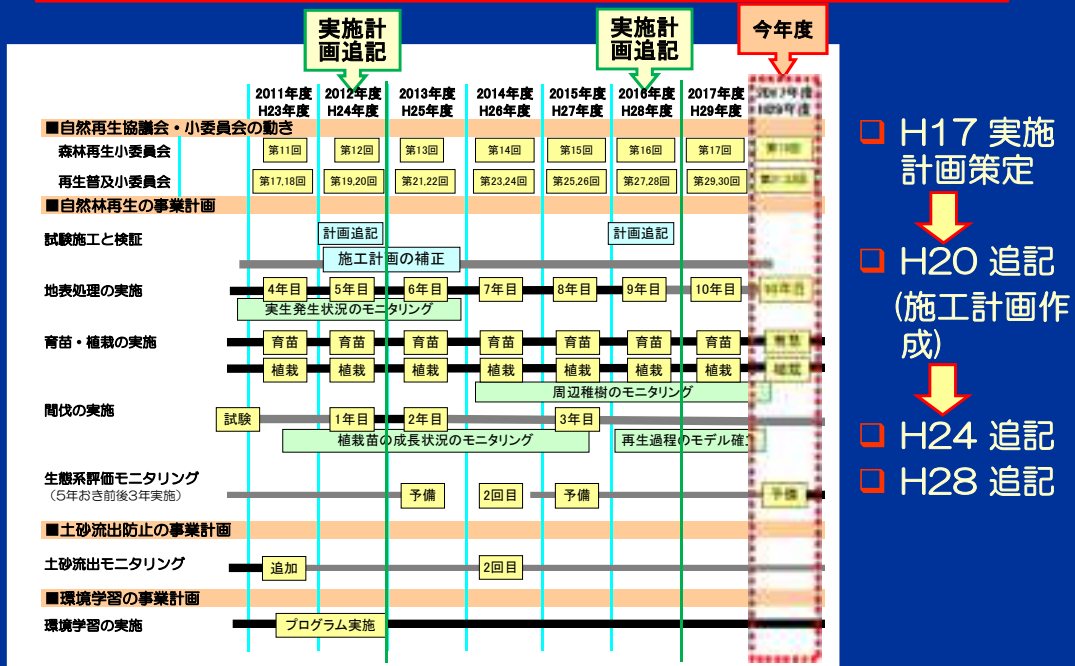 実施計
画追記
実施計
画追記
今年度
2011年度 2012年度 2013年度 2014年度 2015年度 2016年度 2017年度
H23年度 H24年度 H25年度 H26年度 H27年度 H28年度 H29年度
■自然再生協議会・小委員会の動き
森林再生小委員会 第11回 第12回 第13回 第14回 第15回 第16回 第17回
再生普及小委員会 第17,18回 第19,20回 第21,22回 第23,24回 第25,26回 第27,28回 第29,30回
■自然林再生の事業計画
試験施工と検証 計画追記 計画追記
施工計画の補正
地表処理の実施 4年目 5年目 6年目 7年目 8年目 9年目 10年目
実生発生状況のモニタリング
育苗・植栽の実施 育苗 育苗 育苗 育苗 育苗 育苗 育苗
植栽 植栽 植栽 植栽 植栽 植栽 植栽 植栽
周辺稚樹のモニタリング
間伐の実施 試験 1年目 2年目 3年目
植栽苗の成長状況のモニタリング 再生過程のモデル確
生態系評価モニタリング
（5年おき前後3年実施） 予備 2回目 予備 予備
■土砂流出防止の事業計画
土砂流出モニタリング 追加 2回目
■環境学習の事業計画
環境学習の実施 プログラム実施
H17 実施
計画策定
H20 追記
(施工計画作
成)
H24 追記
H28 追記